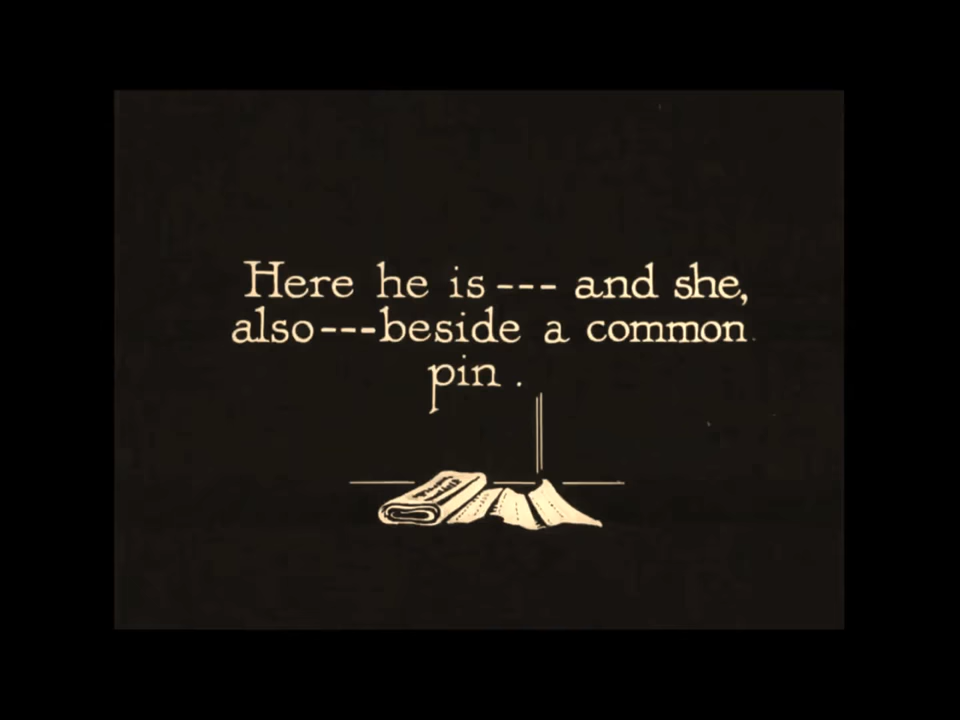 Here he is --- and she,
also---beside a common
pin .